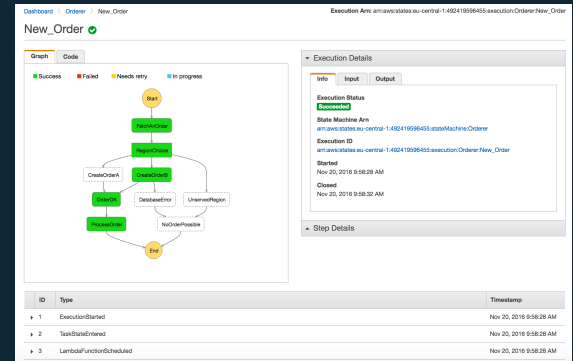 Dashboard > Orderer > New_Order
Execution Arn: arn:aws:states:eu-central-1:492419596455:execution:Orderer:New_Order
New_Order
Graph Code
Success Failed Needs retry In progress
Start
FetchAnOrder
RegionChoice
CreateOrderA CreateOrderB
OrderOK DatabaseError UnservedRegion
ProcessOrder NoOrderPossible
End
Execution Details
Info Input Output
Execution Status
Succeeded
State Machine Arn
arn:aws:states:eu-central-1:492419596455:stateMachine:Orderer
Execution ID
arn:aws:states:eu-central-1:492419596455:execution:Orderer:New_Order
Started
Nov 20, 2016 9:58:28 AM
Closed
Nov 20, 2016 9:58:32 AM
Step Details
ID Type Timestamp
1 ExecutionStarted Nov 20, 2016 9:58:28 AM
2 TaskStateEntered Nov 20, 2016 9:58:28 AM
3 LambdaFunctionScheduled Nov 20, 2016 9:58:28 AM